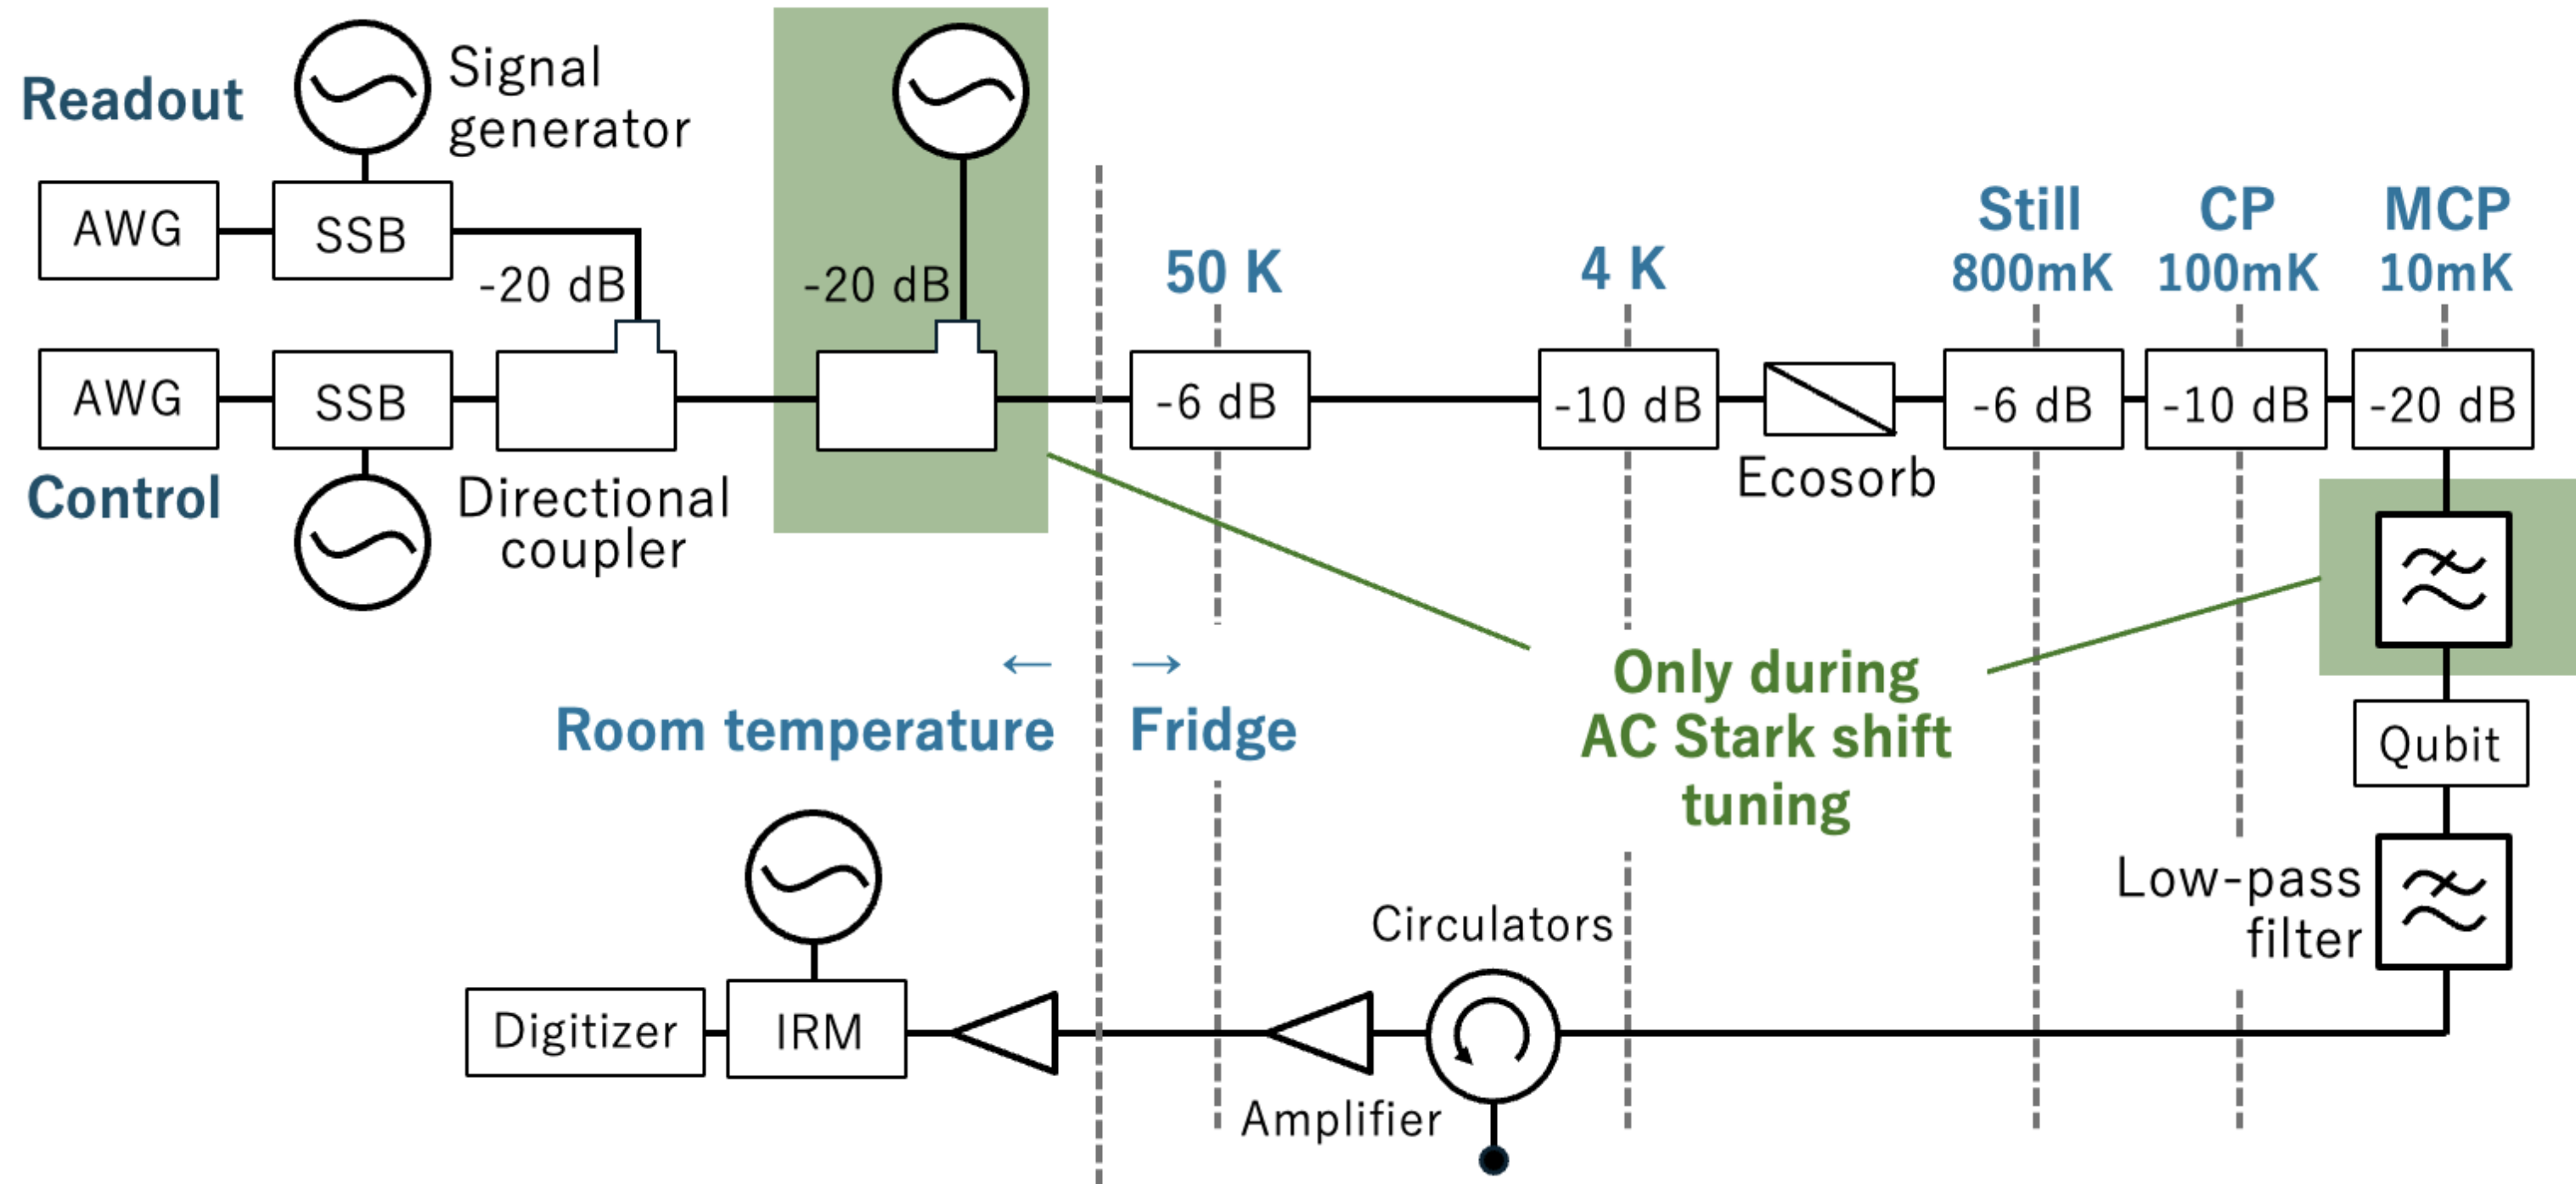 Readout
Signal
generator
AWG
SSB
-20 dB
-20 dB
50 K
4 K
Still
800mK
CP
100mK
MCP
10mK
AWG
SSB
-6 dB
-10 dB
-6 dB
-10 dB
-20 dB
Control
Directional
coupler
Ecosorb
← →
Room temperature
Fridge
Only during
AC Stark shift
tuning
Qubit
Low-pass
filter
Circulators
Digitizer
IRM
Amplifier